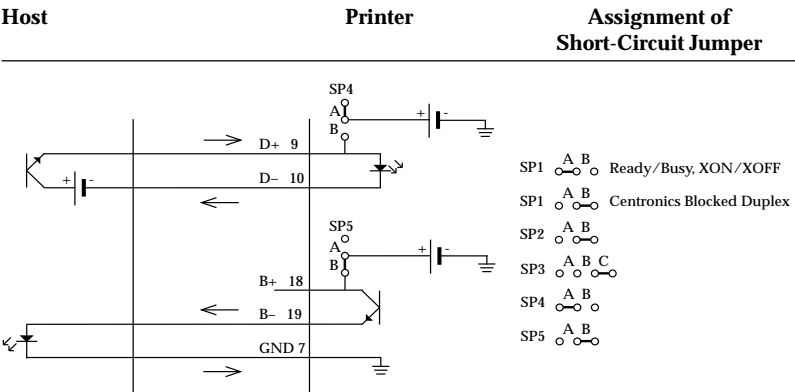 Host Printer Assignment of
Short-Circuit Jumper
SP4
A
B
+ -
D+ 9
+ -
D– 10
SP5
A
B
+ -
B+ 18
B– 19
GND 7
SP1 A B Ready/Busy, XON/XOFF
SP1 A B Centronics Blocked Duplex
SP2 A B
SP3 A B C
SP4 A B
SP5 A B